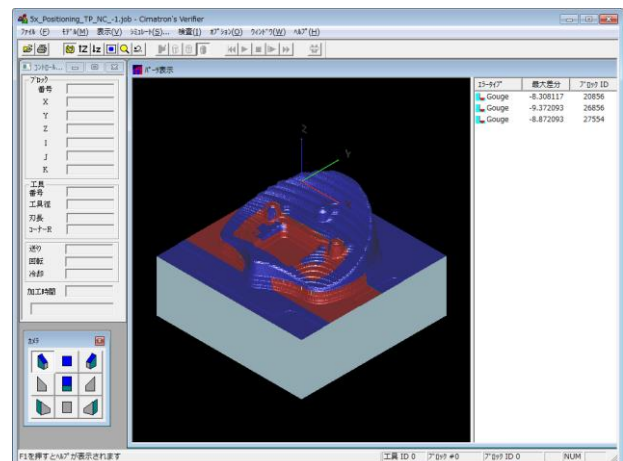 5x_Positioning_TP_NC_-1.job - Cimatron's Verifier
ファイル (F) モデル(M) 表示(V) シミュレート(S)... 検査(I) オプション(O) ウインドウ(W) ヘルプ(H)
コントロール...
ブロック
番号
X
Y
Z
I
J
K
工具
番号
工具径
刃長
コーナーR
送り
回転
冷却
加工時間
カメラ
パーツ表示
Z
Y
エラータイプ 最大差分 ブロック ID
Gouge -8.308117 20856
Gouge -9.372093 26856
Gouge -8.872093 27554
F1を押すとヘルプが表示されます 工具 ID 0 ブロック #0 ブロック ID 0 NUM